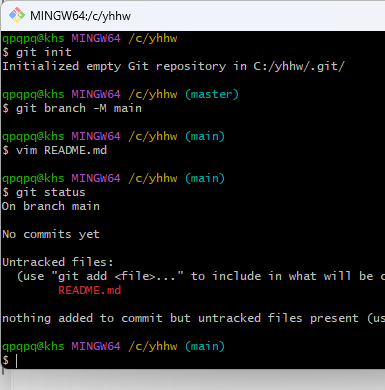 MINGW64:/c/yhhw
qpqpq@khs MINGW64 /c/yhhw
$ git init
Initialized empty Git repository in C:/yhhw/.git/
qpqpq@khs MINGW64 /c/yhhw (master)
$ git branch -M main
qpqpq@khs MINGW64 /c/yhhw (main)
$ vim README.md
qpqpq@khs MINGW64 /c/yhhw (main)
$ git status
On branch main
No commits yet
Untracked files:
(use "git add <file>..." to include in what will be c
README.md
nothing added to commit but untracked files present (us
qpqpq@khs MINGW64 /c/yhhw (main)
$